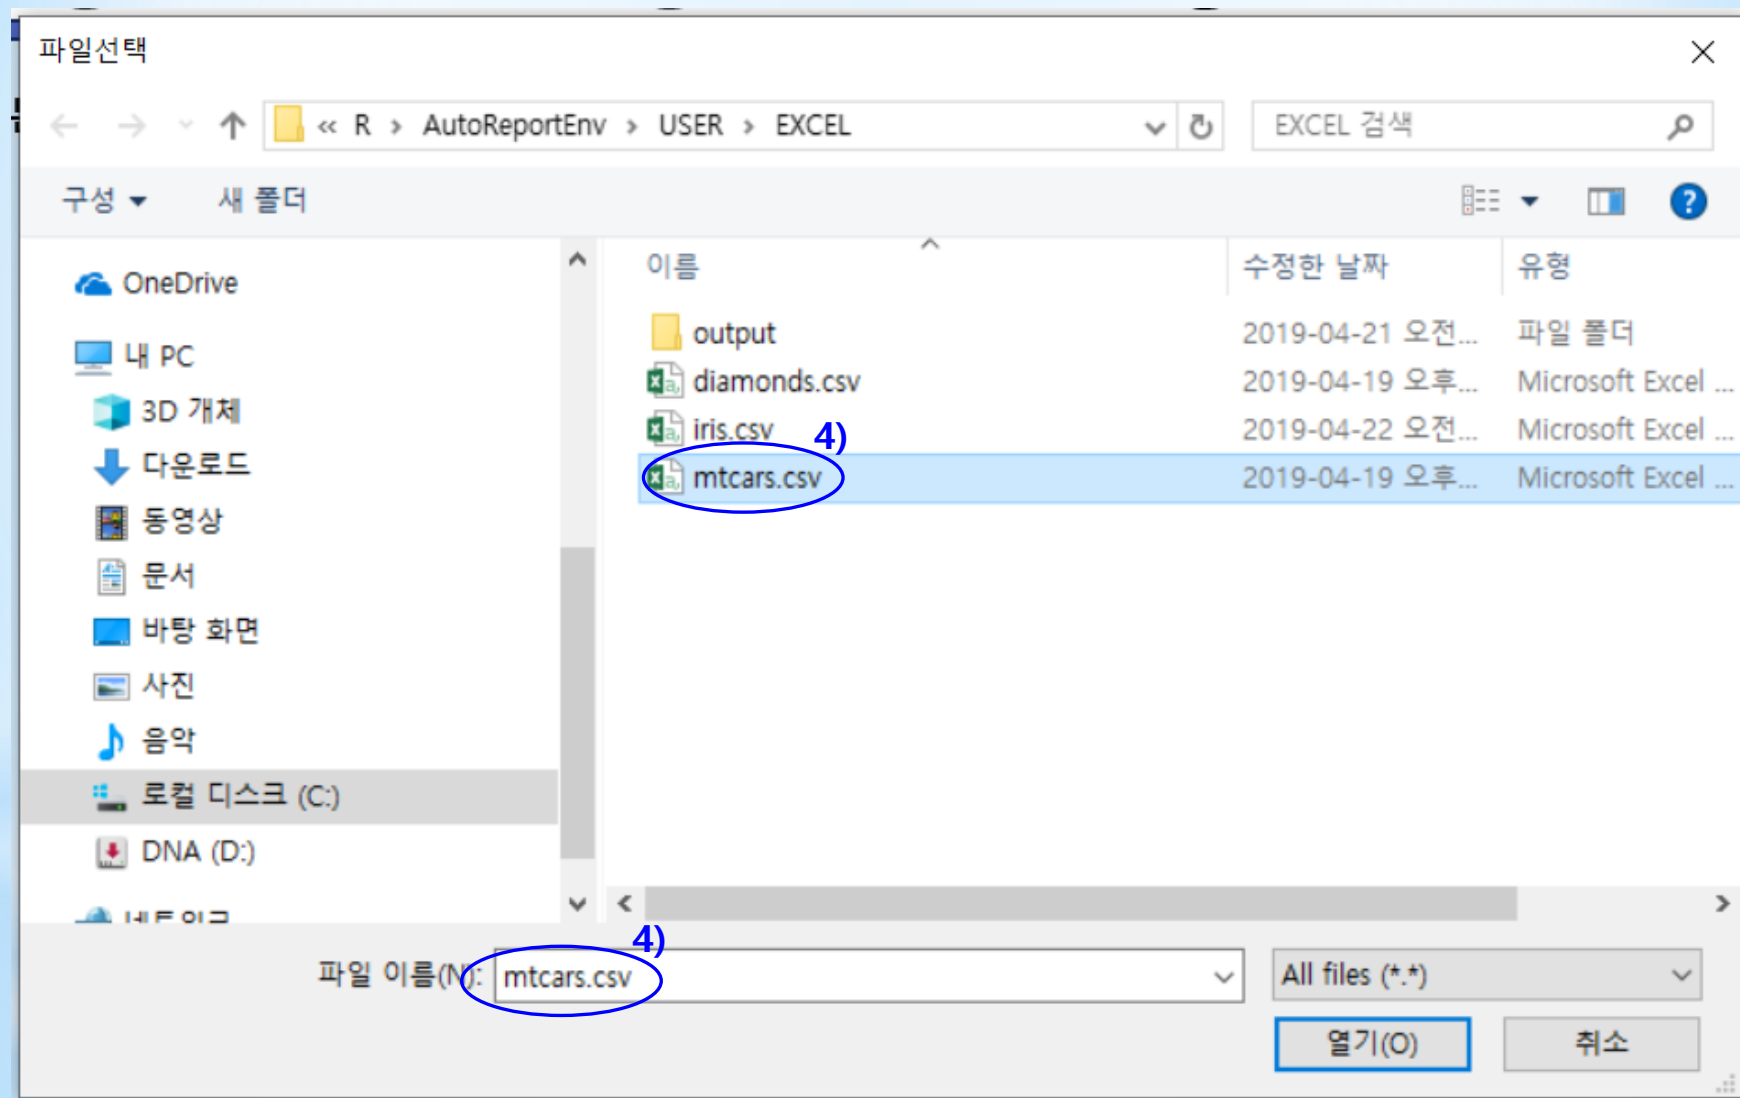 파일선택
« R › AutoReportEnv › USER › EXCEL
EXCEL 검색
구성
새 폴더
OneDrive
내 PC
3D 개체
다운로드
동영상
문서
바탕 화면
사진
음악
로컬 디스크 (C:)
DNA (D:)
이름 수정한 날짜 유형
output 2019-04-21 오전... 파일 폴더
diamonds.csv 2019-04-19 오후... Microsoft Excel ...
iris.csv 2019-04-22 오전... Microsoft Excel ...
4)
mtcars.csv 2019-04-19 오후... Microsoft Excel ...
4)
파일 이름(N): mtcars.csv
All files (*.*)
열기(O) 취소